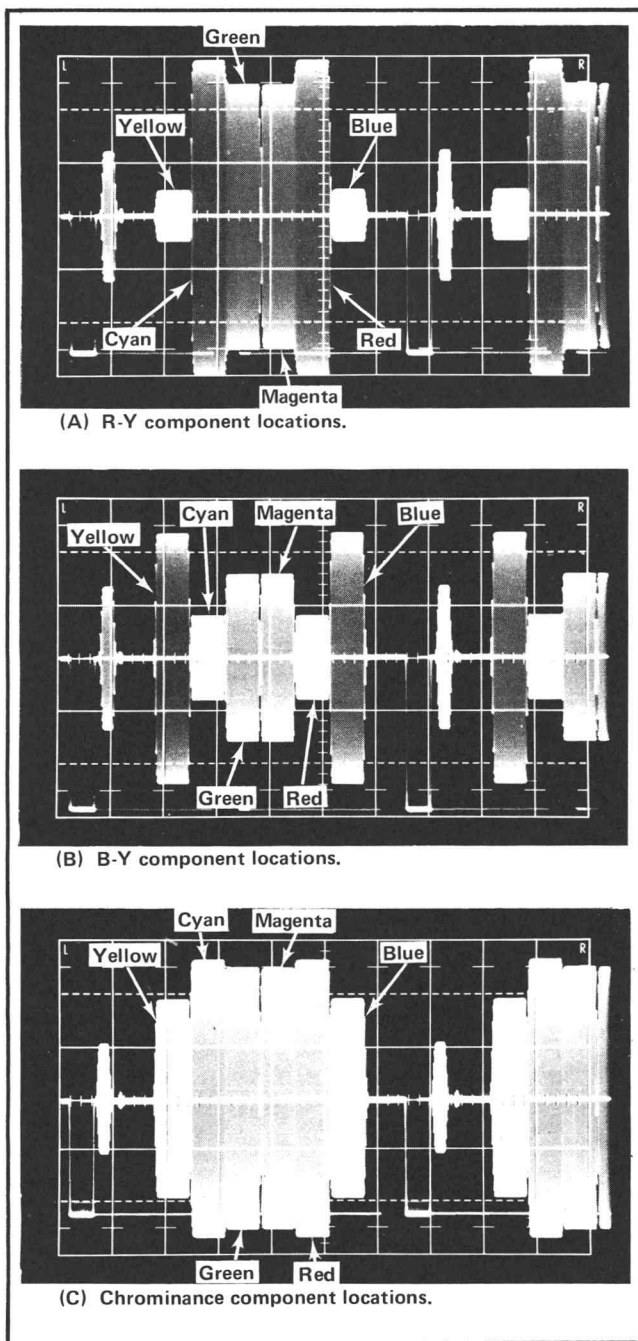 Green
L
R
Yellow
Blue
Cyan
Red
Magenta
(A) R-Y component locations.
L
R
Cyan
Magenta
Blue
Yellow
Green
Red
(B) B-Y component locations.
Cyan
Magenta
L
R
Yellow
Blue
Green
Red
(C) Chrominance component locations.